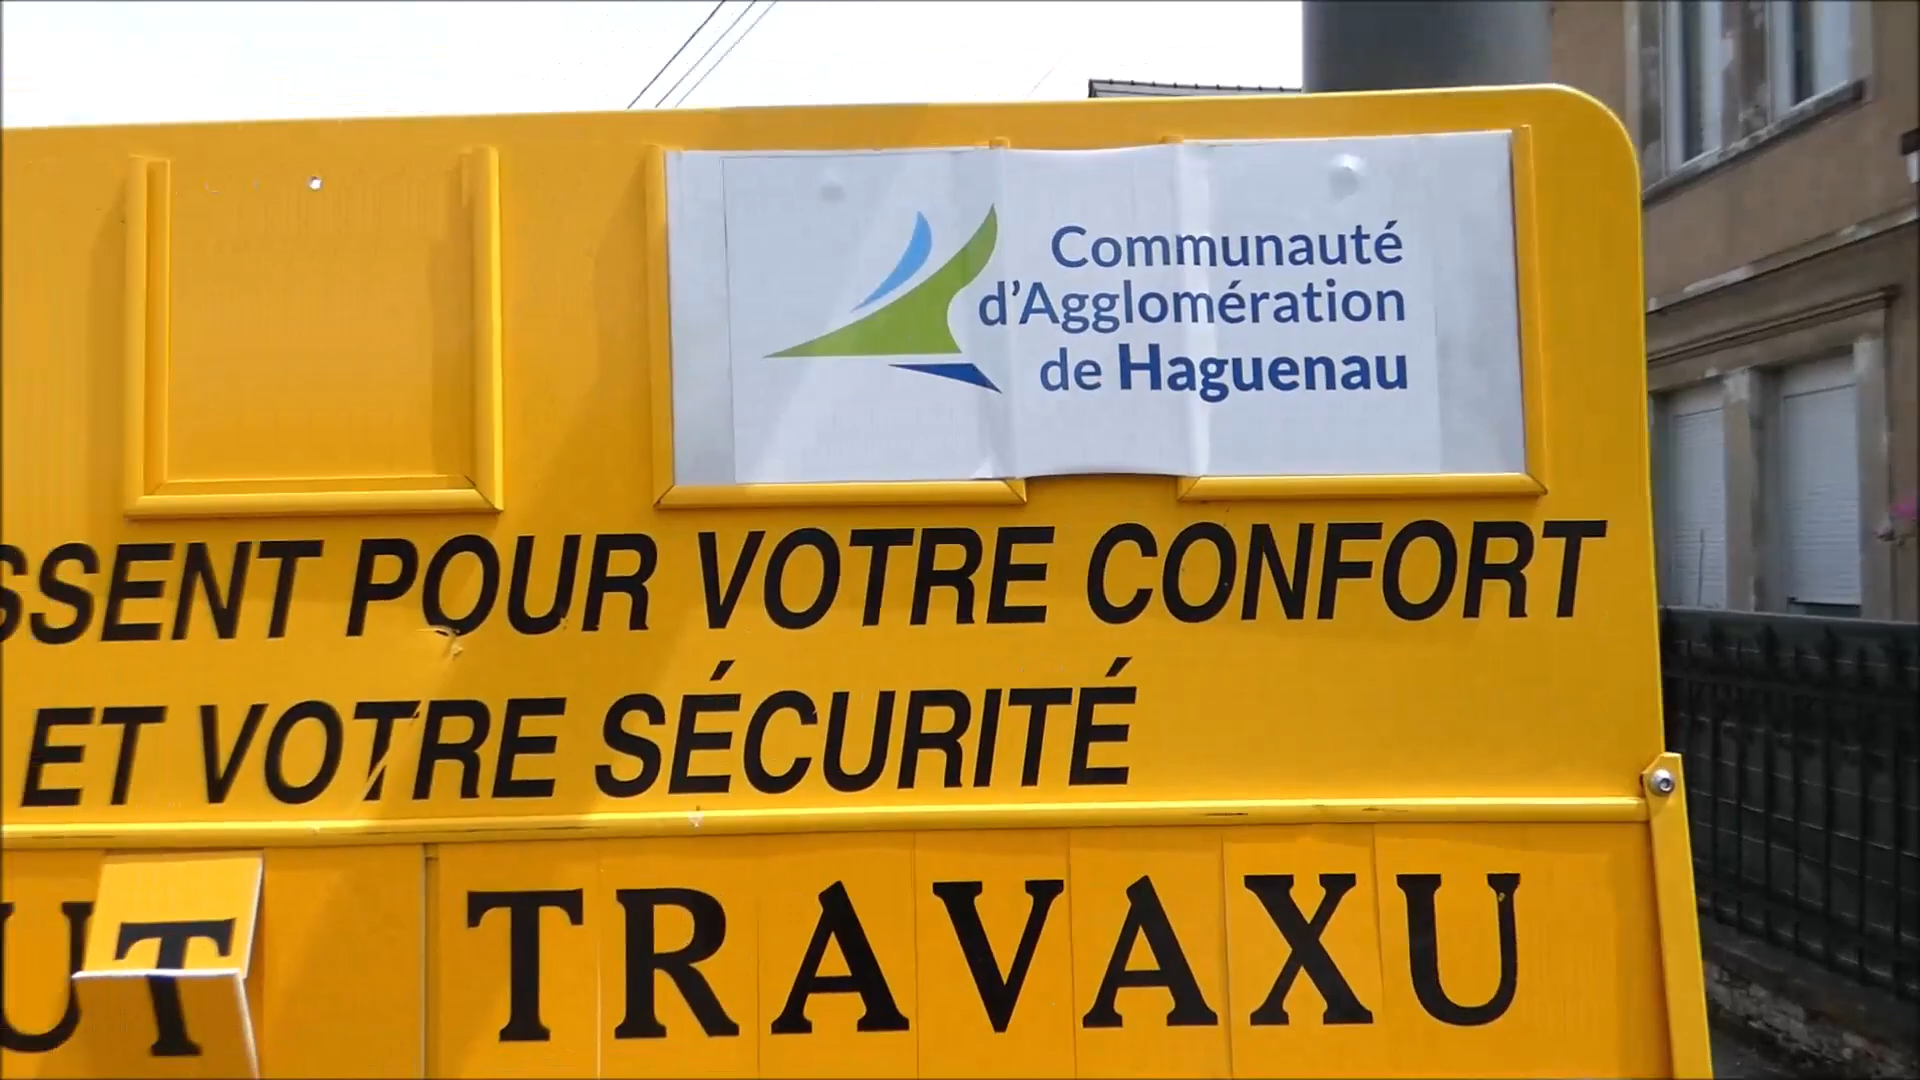 Communauté
d'Agglomération
de Haguenau
SSENT POUR VOTRE CONFORT
ET VOTRE SÉCURITÉ
UT TRAVAXU